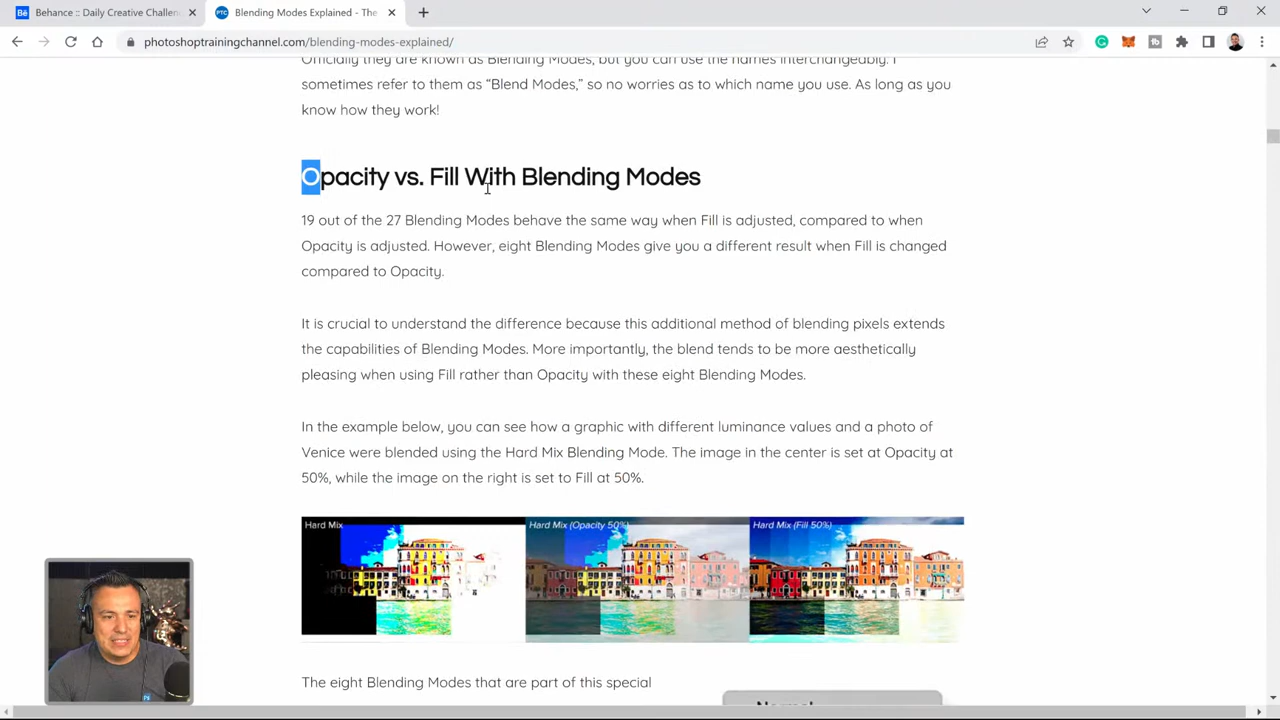 Behance :: Daily Creative Challen
Blending Modes Explained - The
photoshoptrainingchannel.com/blending-modes-explained/
Officially they are known as Blending Modes, but you can use the names interchangeably. I
sometimes refer to them as “Blend Modes,” so no worries as to which name you use. As long as you
know how they work!
Opacity vs. Fill With Blending Modes
19 out of the 27 Blending Modes behave the same way when Fill is adjusted, compared to when
Opacity is adjusted. However, eight Blending Modes give you a different result when Fill is changed
compared to Opacity.
It is crucial to understand the difference because this additional method of blending pixels extends
the capabilities of Blending Modes. More importantly, the blend tends to be more aesthetically
pleasing when using Fill rather than Opacity with these eight Blending Modes.
In the example below, you can see how a graphic with different luminance values and a photo of
Venice were blended using the Hard Mix Blending Mode. The image in the center is set at Opacity at
50%, while the image on the right is set to Fill at 50%.
Hard Mix Hard Mix (Opacity 50%) Hard Mix (Fill 50%)
The eight Blending Modes that are part of this special
Normal